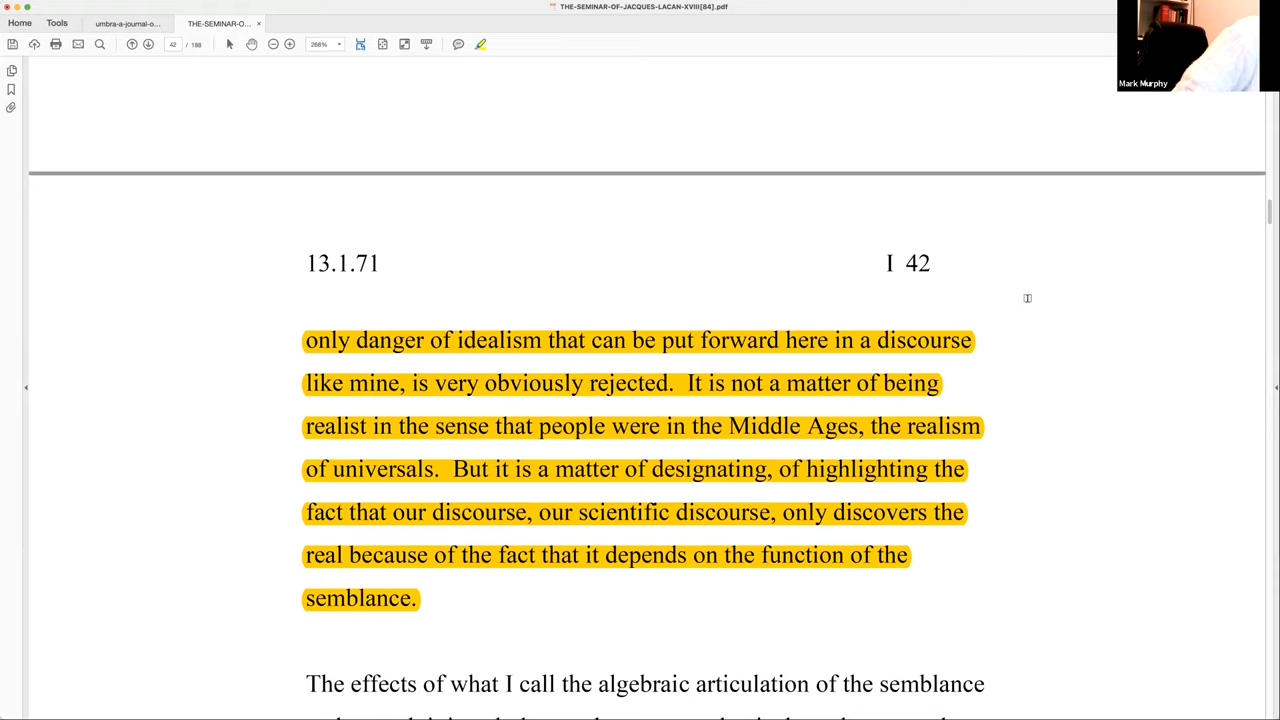 THE-SEMINAR-OF-JACQUES-LACAN-XVIII[84].pdf
Home Tools umbra-a-journal-o... THE-SEMINAR-O... ×
42 / 188 268%
Mark Murphy
13.1.71 I 42
only danger of idealism that can be put forward here in a discourse
like mine, is very obviously rejected. It is not a matter of being
realist in the sense that people were in the Middle Ages, the realism
of universals. But it is a matter of designating, of highlighting the
fact that our discourse, our scientific discourse, only discovers the
real because of the fact that it depends on the function of the
semblance.
The effects of what I call the algebraic articulation of the semblance